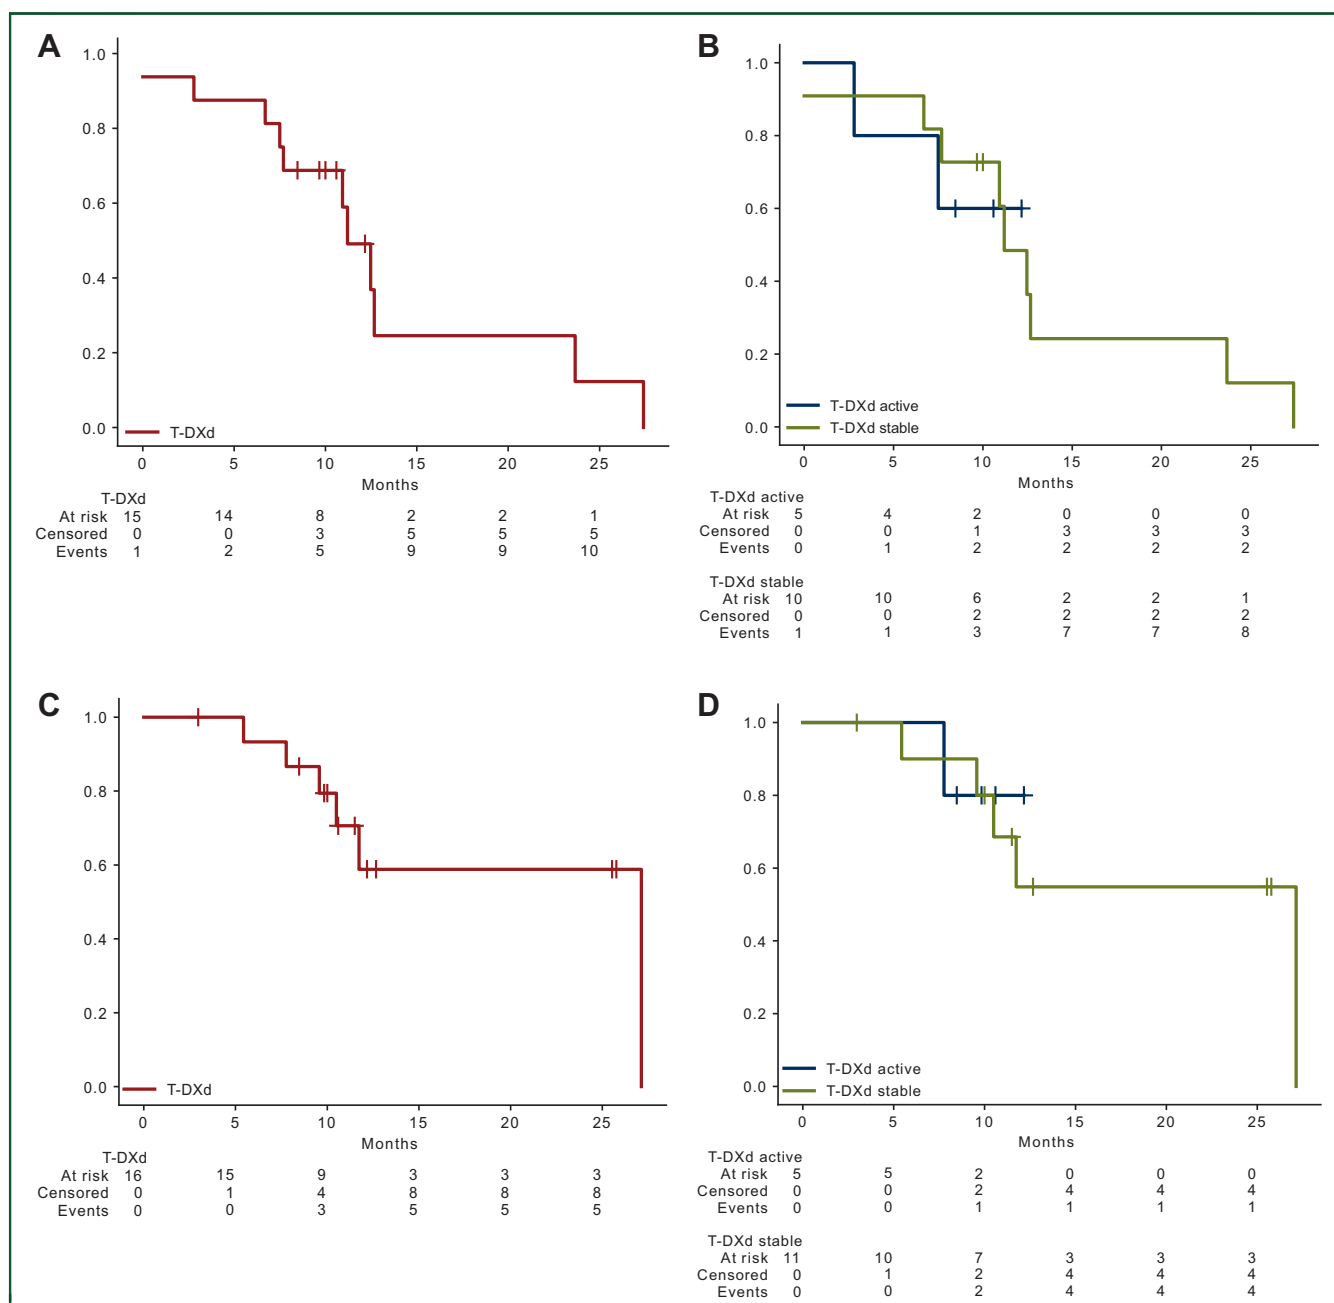 A
1.0
0.8
0.6
0.4
0.2
0.0
T-DXd
0 5 10 15 20 25
Months
T-DXd
At risk 15 14 8 2 2 1
Censored 0 0 3 5 5 5
Events 1 2 5 9 9 10
B
1.0
0.8
0.6
0.4
0.2
0.0
T-DXd active
T-DXd stable
0 5 10 15 20 25
Months
T-DXd active
At risk 5 4 2 0 0 0
Censored 0 0 1 3 3 3
Events 0 1 2 2 2 2
T-DXd stable
At risk 10 10 6 2 2 1
Censored 0 0 2 2 2 2
Events 1 1 3 7 7 8
C
1.0
0.8
0.6
0.4
0.2
0.0
T-DXd
0 5 10 15 20 25
Months
T-DXd
At risk 16 15 9 3 3 3
Censored 0 1 4 8 8 8
Events 0 0 3 5 5 5
D
1.0
0.8
0.6
0.4
0.2
0.0
T-DXd active
T-DXd stable
0 5 10 15 20 25
Months
T-DXd active
At risk 5 5 2 0 0 0
Censored 0 0 2 4 4 4
Events 0 0 1 1 1 1
T-DXd stable
At risk 11 10 7 3 3 3
Censored 0 1 2 4 4 4
Events 0 0 2 4 4 4